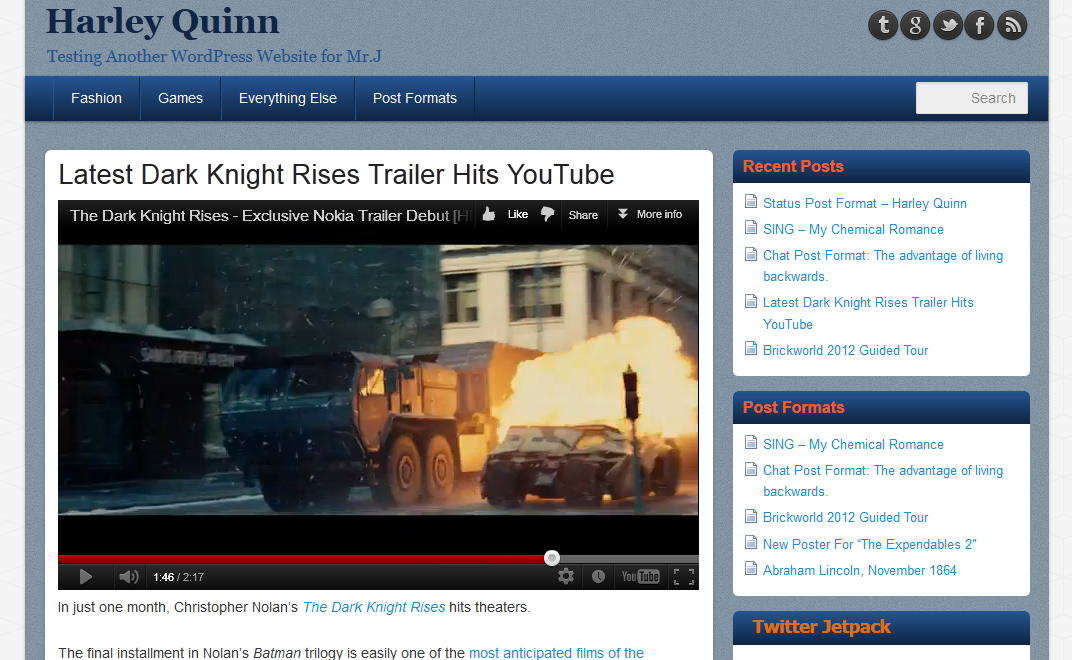 Harley Quinn
Testing Another WordPress Website for Mr.J
Fashion
Games
Everything Else
Post Formats
Search
Latest Dark Knight Rises Trailer Hits YouTube
The Dark Knight Rises - Exclusive Nokia Trailer Debut [H
Like
Share
More info
1:46 / 2:17
YouTube
In just one month, Christopher Nolan’s The Dark Knight Rises hits theaters.
The final installment in Nolan’s Batman trilogy is easily one of the most anticipated films of the
Recent Posts
Status Post Format – Harley Quinn
SING – My Chemical Romance
Chat Post Format: The advantage of living
backwards.
Latest Dark Knight Rises Trailer Hits
YouTube
Brickworld 2012 Guided Tour
Post Formats
SING – My Chemical Romance
Chat Post Format: The advantage of living
backwards.
Brickworld 2012 Guided Tour
New Poster For “The Expendables 2”
Abraham Lincoln, November 1864
Twitter Jetpack